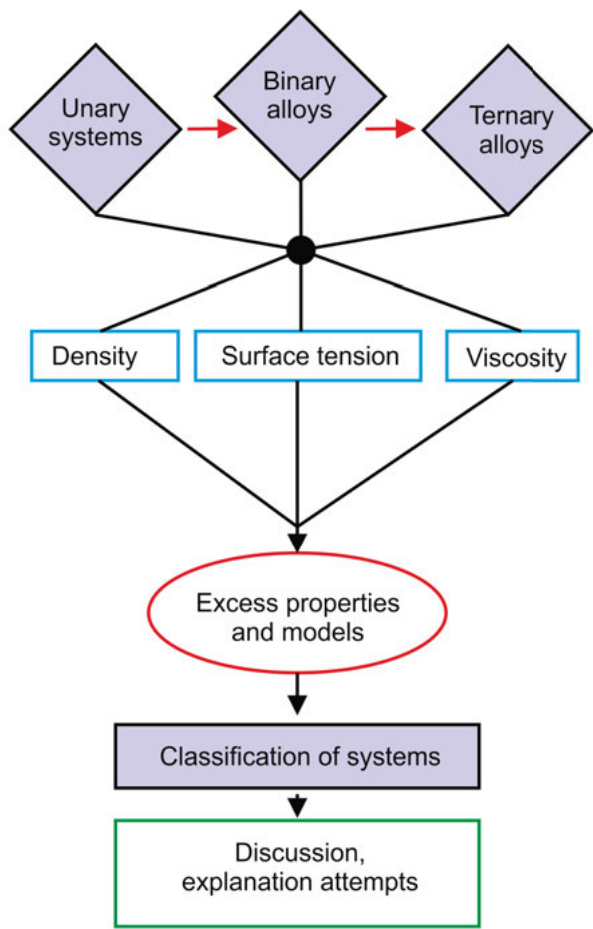 Unary
systems
Binary
alloys
Ternary
alloys
Density
Surface tension
Viscosity
Excess properties
and models
Classification of systems
Discussion,
explanation attempts